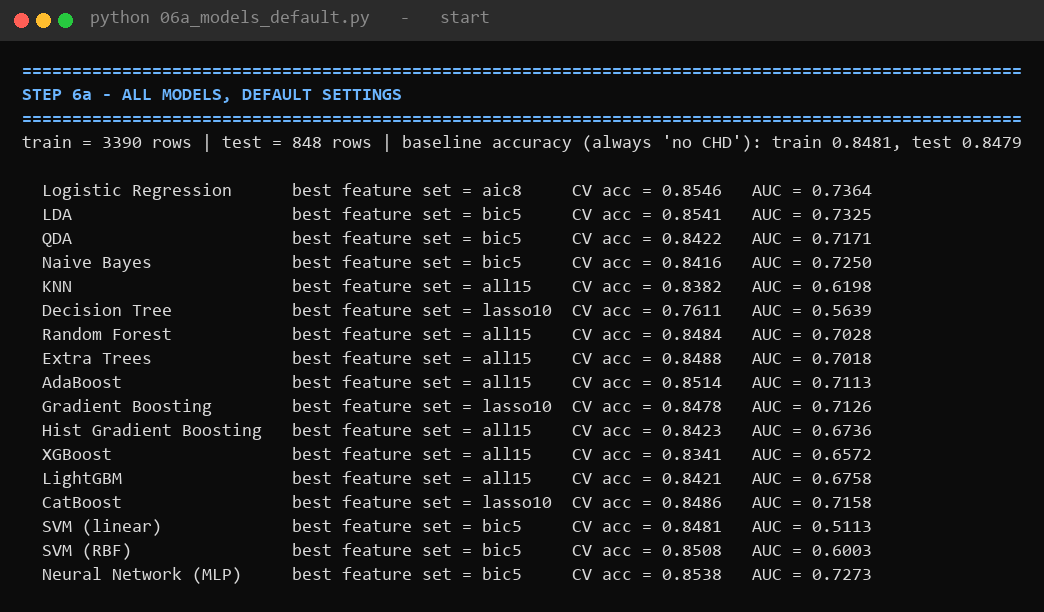 python 06a_models_default.py   -   start
====================================================================================================
STEP 6a - ALL MODELS, DEFAULT SETTINGS
====================================================================================================
train = 3390 rows | test = 848 rows | baseline accuracy (always 'no CHD'): train 0.8481, test 0.8479
  Logistic Regression      best feature set = aic8     CV acc = 0.8546   AUC = 0.7364
  LDA                      best feature set = bic5     CV acc = 0.8541   AUC = 0.7325
  QDA                      best feature set = bic5     CV acc = 0.8422   AUC = 0.7171
  Naive Bayes              best feature set = bic5     CV acc = 0.8416   AUC = 0.7250
  KNN                      best feature set = all15    CV acc = 0.8382   AUC = 0.6198
  Decision Tree            best feature set = lasso10  CV acc = 0.7611   AUC = 0.5639
  Random Forest            best feature set = all15    CV acc = 0.8484   AUC = 0.7028
  Extra Trees              best feature set = all15    CV acc = 0.8488   AUC = 0.7018
  AdaBoost                 best feature set = all15    CV acc = 0.8514   AUC = 0.7113
  Gradient Boosting        best feature set = lasso10  CV acc = 0.8478   AUC = 0.7126
  Hist Gradient Boosting   best feature set = all15    CV acc = 0.8423   AUC = 0.6736
  XGBoost                  best feature set = all15    CV acc = 0.8341   AUC = 0.6572
  LightGBM                 best feature set = all15    CV acc = 0.8421   AUC = 0.6758
  CatBoost                 best feature set = lasso10  CV acc = 0.8486   AUC = 0.7158
  SVM (linear)             best feature set = bic5     CV acc = 0.8481   AUC = 0.5113
  SVM (RBF)                best feature set = bic5     CV acc = 0.8508   AUC = 0.6003
  Neural Network (MLP)     best feature set = bic5     CV acc = 0.8538   AUC = 0.7273